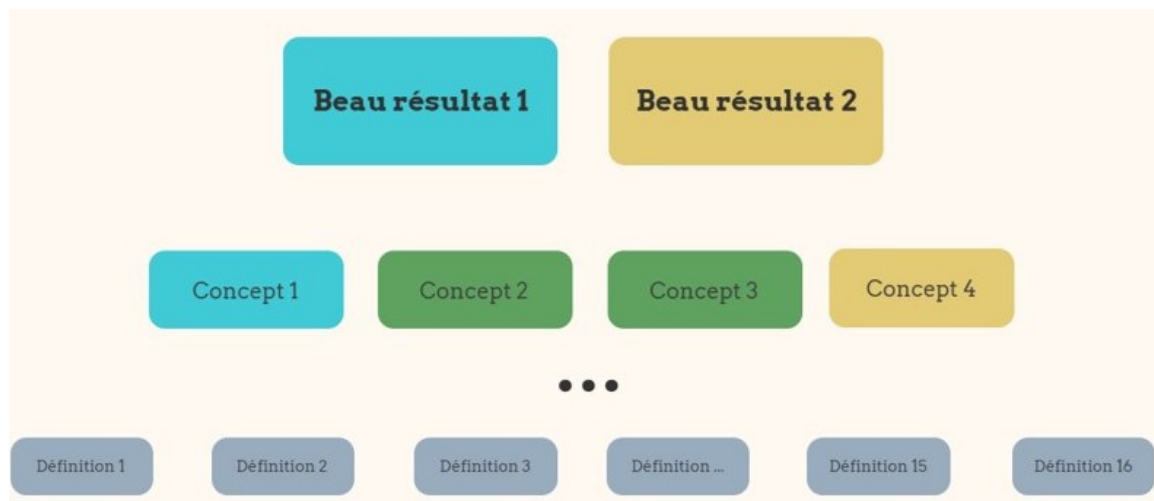 Beau résultat 1
Beau résultat 2
Concept 1
Concept 2
Concept 3
Concept 4
...
Définition 1
Définition 2
Définition 3
Définition ...
Définition 15
Définition 16